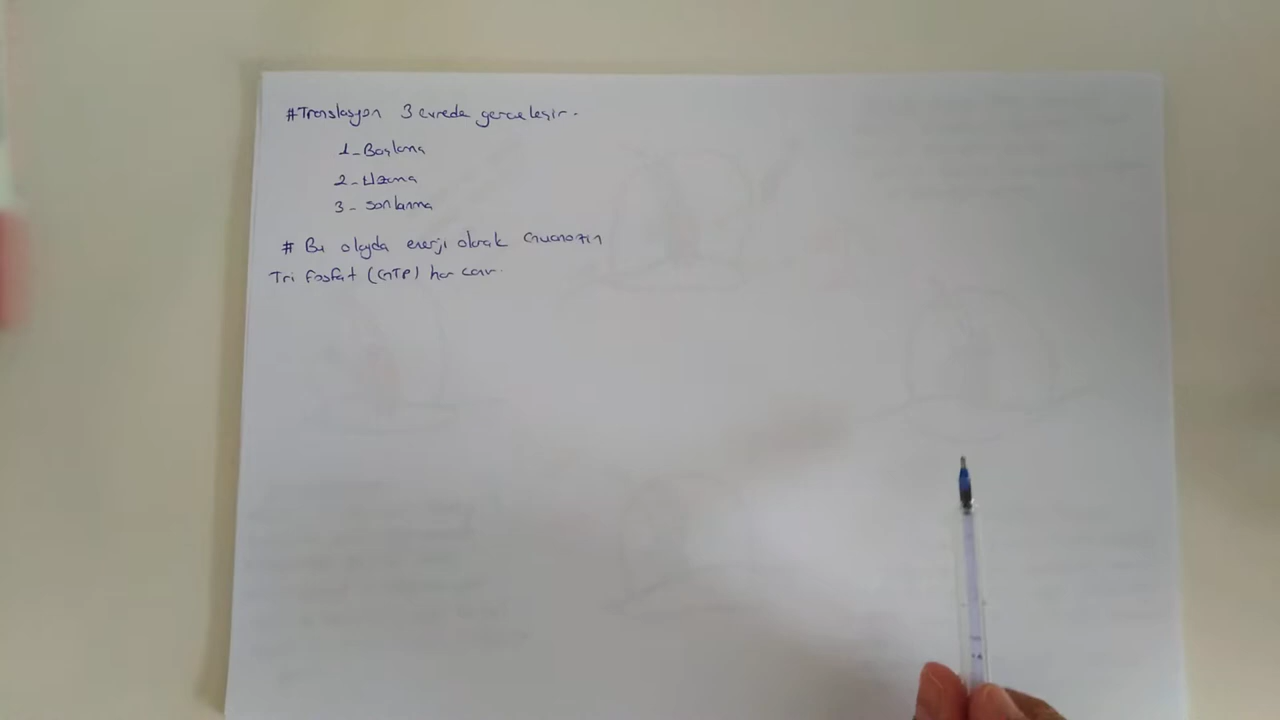 #Translasyon 3 evrede gerçekleşir.
1- Başlama
2- Uzama
3- Sonlanma
# Bu olayda enerji olarak Guanozin
Tri fosfat (GTP) harcanır.